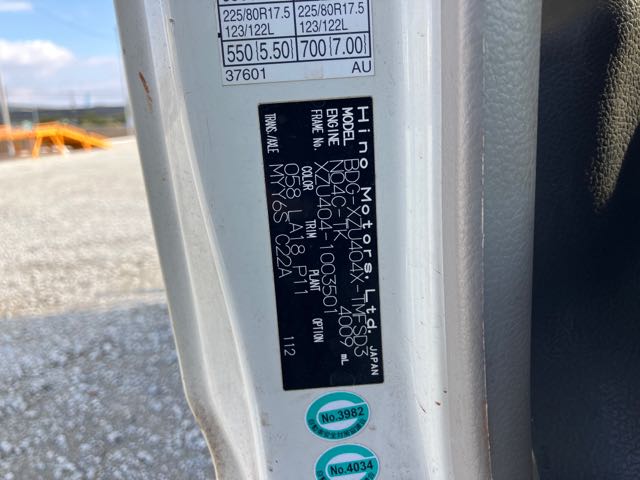 225/80R17.5 225/80R17.5
123/122L 123/122L
550 (5.50) 700 (7.00)
37601 AU
Hino Motors, Ltd. JAPAN
MODEL BDG-XZU404X-TMFSD3
ENGINE N04C-TK 4009 mL
FRAME No. XZU404-1003501
COLOR TRIM PLANT OPTION
058 LA18 P11
TRANS./AXLE MY16S C22A
112
No.3982
No.4034